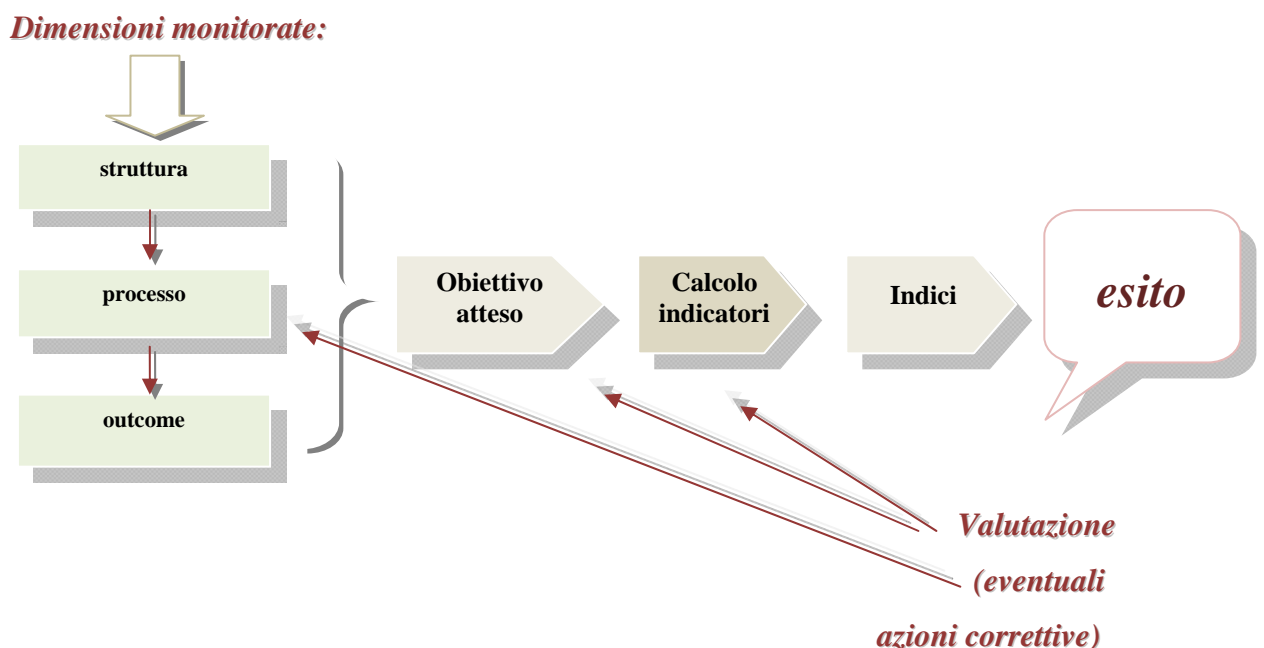 Dimensioni monitorate:
struttura
processo
outcome
Obiettivo
atteso
Calcolo
indicatori
Indici
esito
Valutazione
(eventuali
azioni correttive)